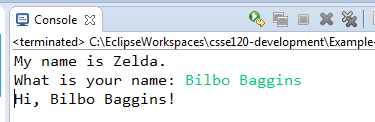 Console
<terminated> C:\EclipseWorkspaces\csse120-development\Example-
My name is Zelda.
What is your name: Bilbo Baggins
Hi, Bilbo Baggins!